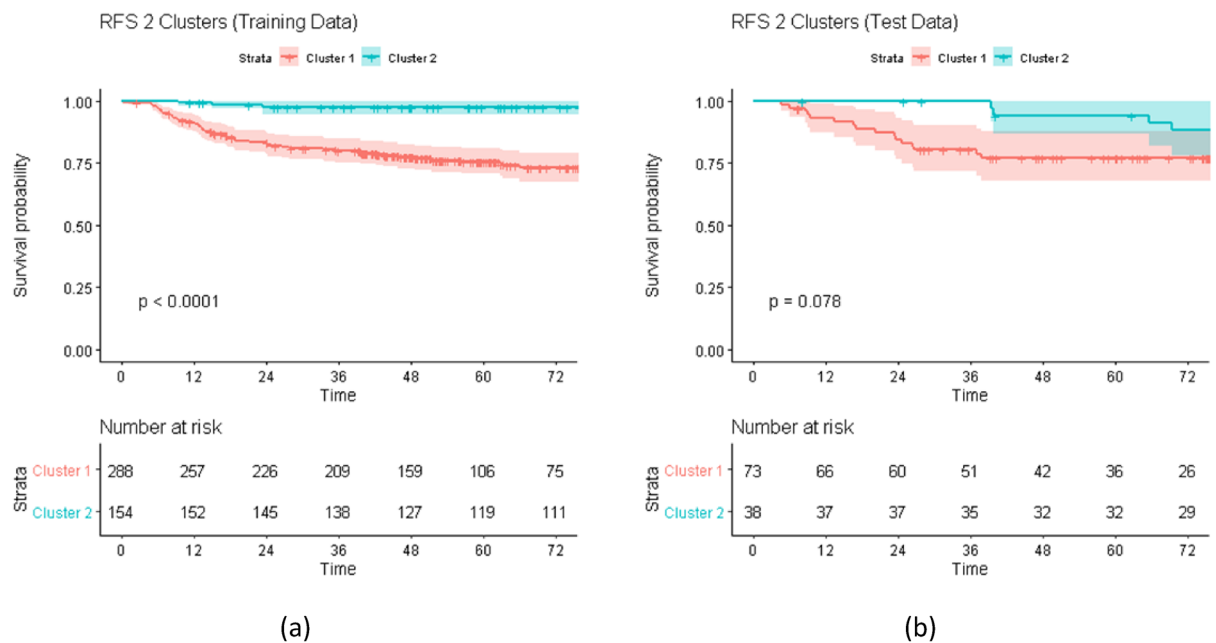 RFS 2 Clusters (Training Data)
Strata Cluster 1 Cluster 2
Survival probability
1.00
0.75
0.50
0.25
0.00
p < 0.0001
0 12 24 36 48 60 72
Time
Number at risk
Strata
Cluster 1 288 257 226 209 159 106 75
Cluster 2 154 152 145 138 127 119 111
0 12 24 36 48 60 72
Time
(a)
RFS 2 Clusters (Test Data)
Strata Cluster 1 Cluster 2
Survival probability
1.00
0.75
0.50
0.25
0.00
p = 0.078
0 12 24 36 48 60 72
Time
Number at risk
Strata
Cluster 1 73 66 60 51 42 36 26
Cluster 2 38 37 37 35 32 32 29
0 12 24 36 48 60 72
Time
(b)